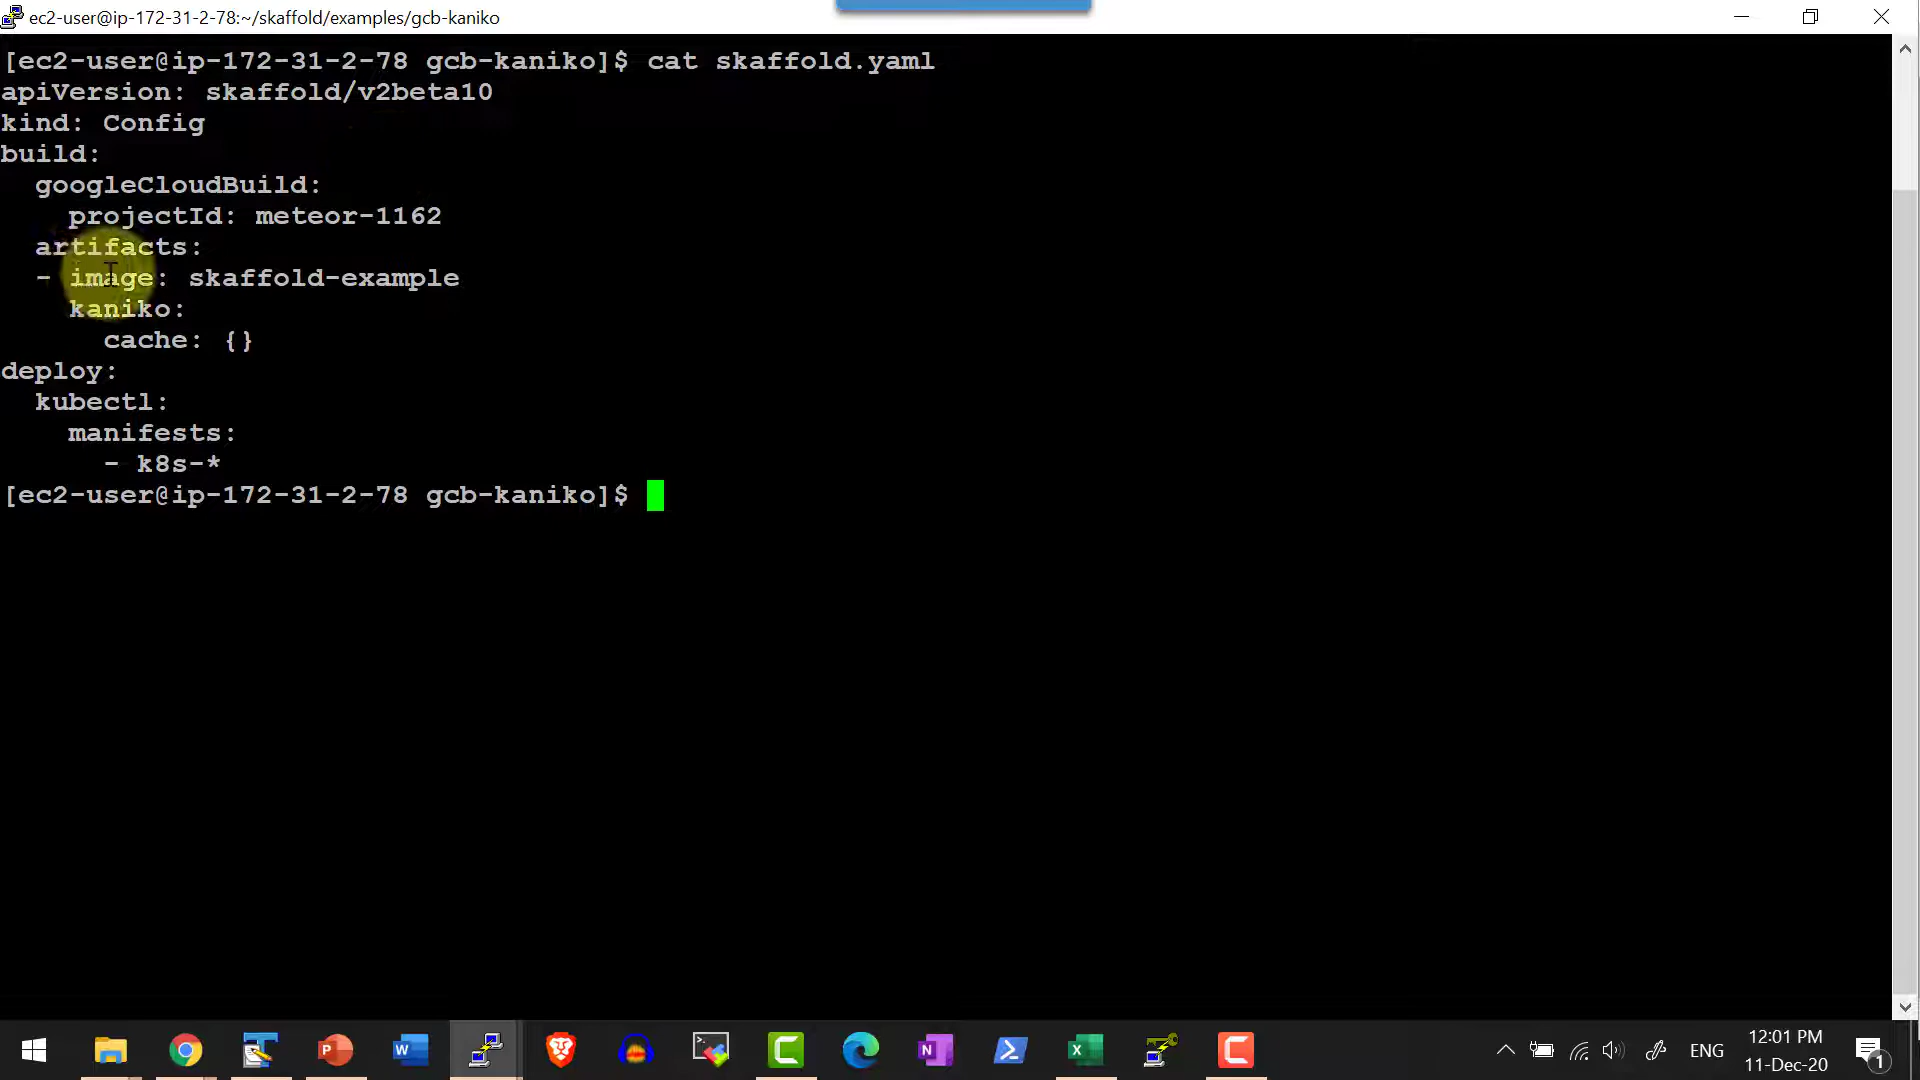 ec2-user@ip-172-31-2-78:~/skaffold/examples/gcb-kaniko
[ec2-user@ip-172-31-2-78 gcb-kaniko]$ cat skaffold.yaml
apiVersion: skaffold/v2beta10
kind: Config
build:
  googleCloudBuild:
    projectId: meteor-1162
  artifacts:
  - image: skaffold-example
    kaniko:
      cache: {}
deploy:
  kubectl:
    manifests:
      - k8s-*
[ec2-user@ip-172-31-2-78 gcb-kaniko]$
ENG
12:01 PM
11-Dec-20
1